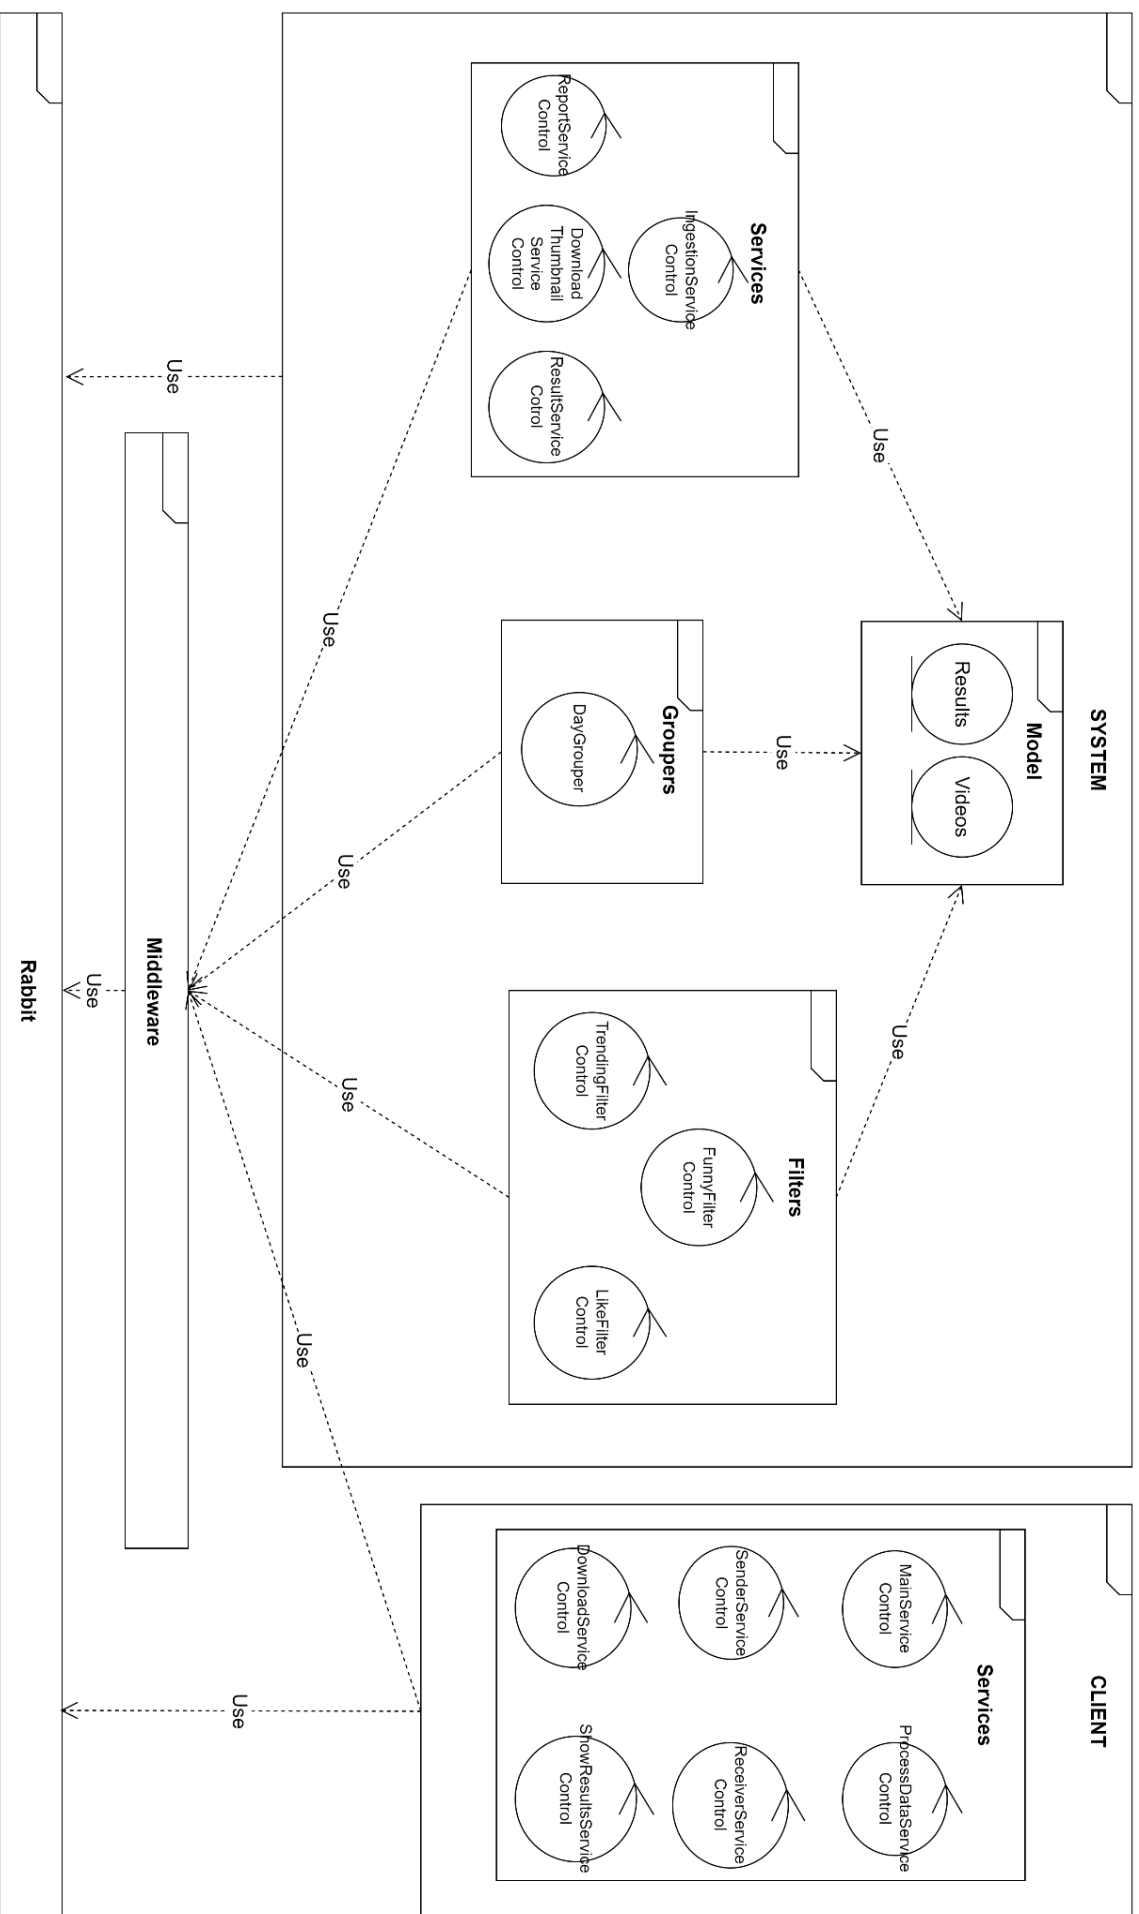 SYSTEM
Model
Results
Videos
Use
Use
Use
Services
IngestionService
Control
ReportService
Control
Download
Thumbnail
Service
Control
ResultService
Cotrol
Groupers
DayGrouper
Filters
FunnyFilter
Control
TrendingFilter
Control
LikeFilter
Control
CLIENT
Services
MainService
Control
ProcessDataService
Control
SenderService
Control
ReceiverService
Control
DownloadService
Control
ShowResultsService
Control
Use
Use
Use
Use
Use
Use
Middleware
Use
Rabbit